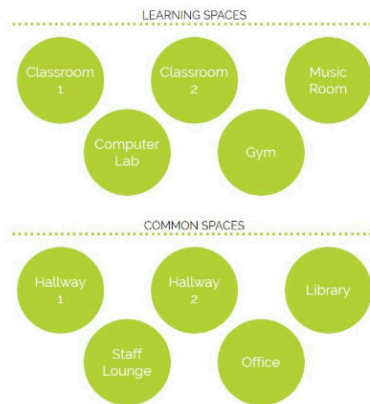 LEARNING SPACES
Classroom
1
Classroom
2
Music
Room
Computer
Lab
Gym
COMMON SPACES
Hallway
1
Hallway
2
Library
Staff
Lounge
Office